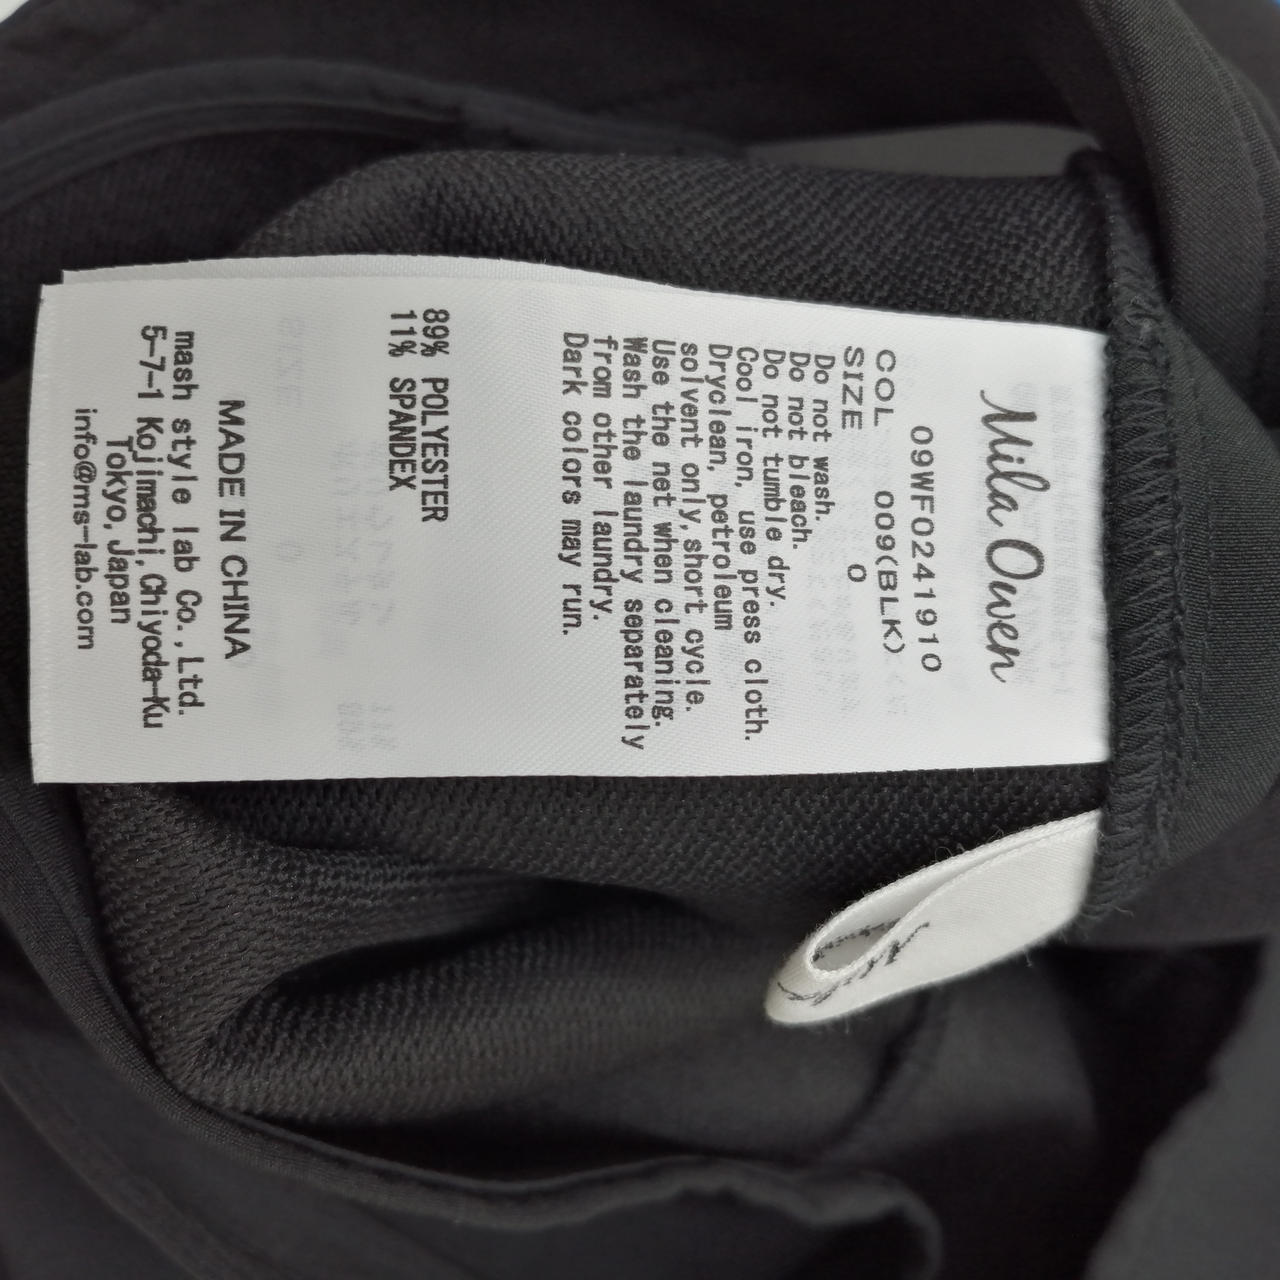 Mila Owen
09WF0241910
COL 009(BLK)
SIZE 0
Do not wash.
Do not bleach.
Do not tumble dry.
Cool iron, use press cloth.
Dryclean, petroleum
solvent only, short cycle.
Use the net when cleaning.
Wash the laundry separately
from other laundry.
Dark colors may run.
89% POLYESTER
11% SPANDEX
MADE IN CHINA
mash style lab Co., Ltd.
5-7-1 Kojimachi, Chiyoda-Ku
Tokyo, Japan
info@ms-lab.com